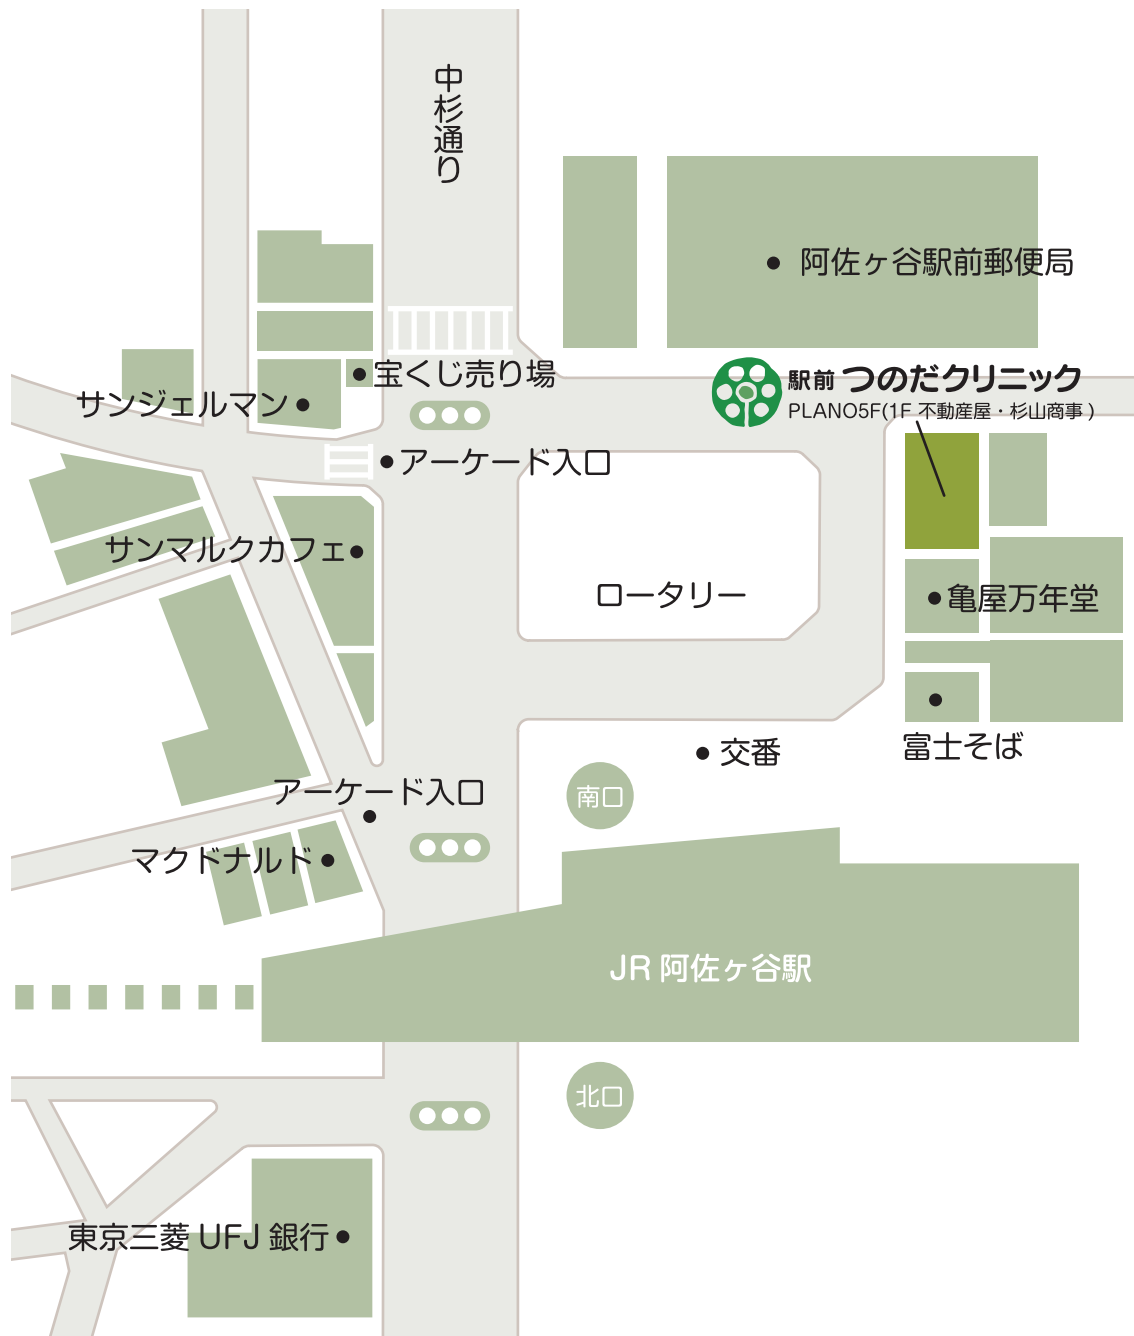 中杉通り
阿佐ヶ谷駅前郵便局
宝くじ売り場
駅前 つのだクリニック
サンジェルマン
PLANO5F(1F 不動産屋・杉山商事)
アーケード入口
サンマルクカフェ
ロータリー
亀屋万年堂
交番
富士そば
アーケード入口
南口
マクドナルド
JR 阿佐ヶ谷駅
北口
東京三菱 UFJ 銀行